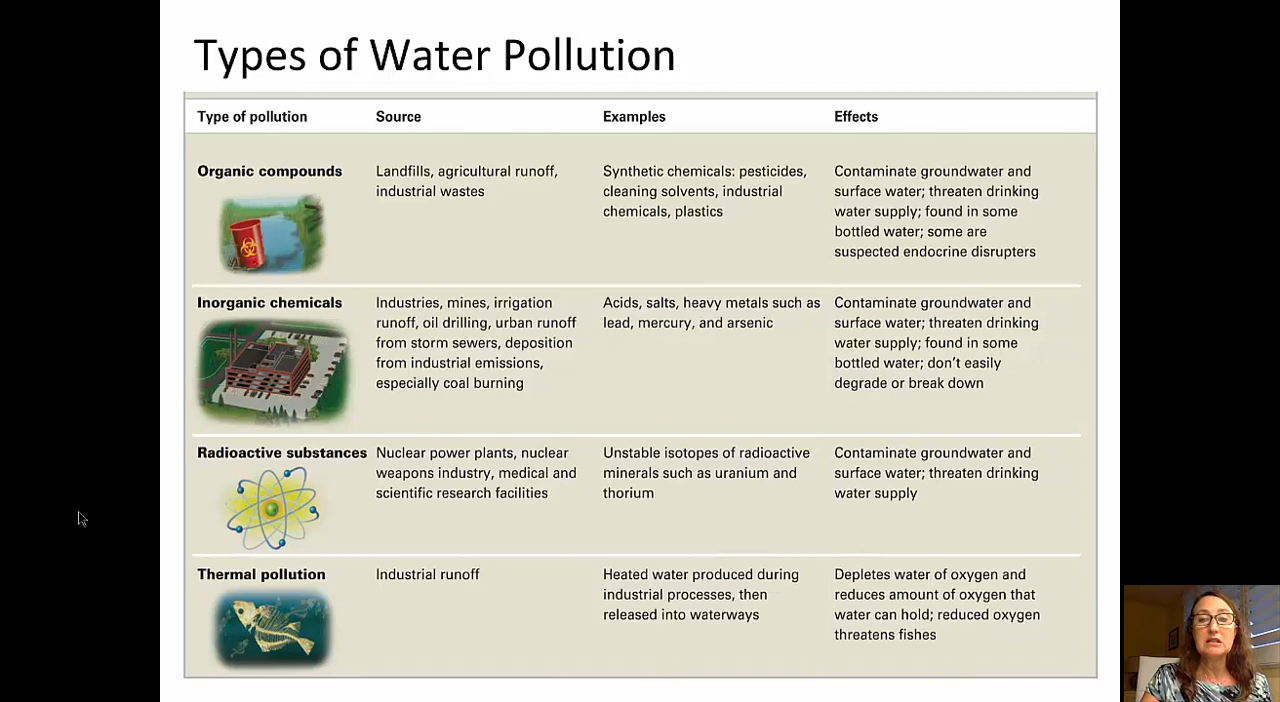 Types of Water Pollution
Type of pollution Source Examples Effects
Organic compounds
Landfills, agricultural runoff,
industrial wastes
Synthetic chemicals: pesticides,
cleaning solvents, industrial
chemicals, plastics
Contaminate groundwater and
surface water; threaten drinking
water supply; found in some
bottled water; some are
suspected endocrine disrupters
Inorganic chemicals
Industries, mines, irrigation
runoff, oil drilling, urban runoff
from storm sewers, deposition
from industrial emissions,
especially coal burning
Acids, salts, heavy metals such as
lead, mercury, and arsenic
Contaminate groundwater and
surface water; threaten drinking
water supply; found in some
bottled water; don’t easily
degrade or break down
Radioactive substances
Nuclear power plants, nuclear
weapons industry, medical and
scientific research facilities
Unstable isotopes of radioactive
minerals such as uranium and
thorium
Contaminate groundwater and
surface water; threaten drinking
water supply
Thermal pollution
Industrial runoff
Heated water produced during
industrial processes, then
released into waterways
Depletes water of oxygen and
reduces amount of oxygen that
water can hold; reduced oxygen
threatens fishes